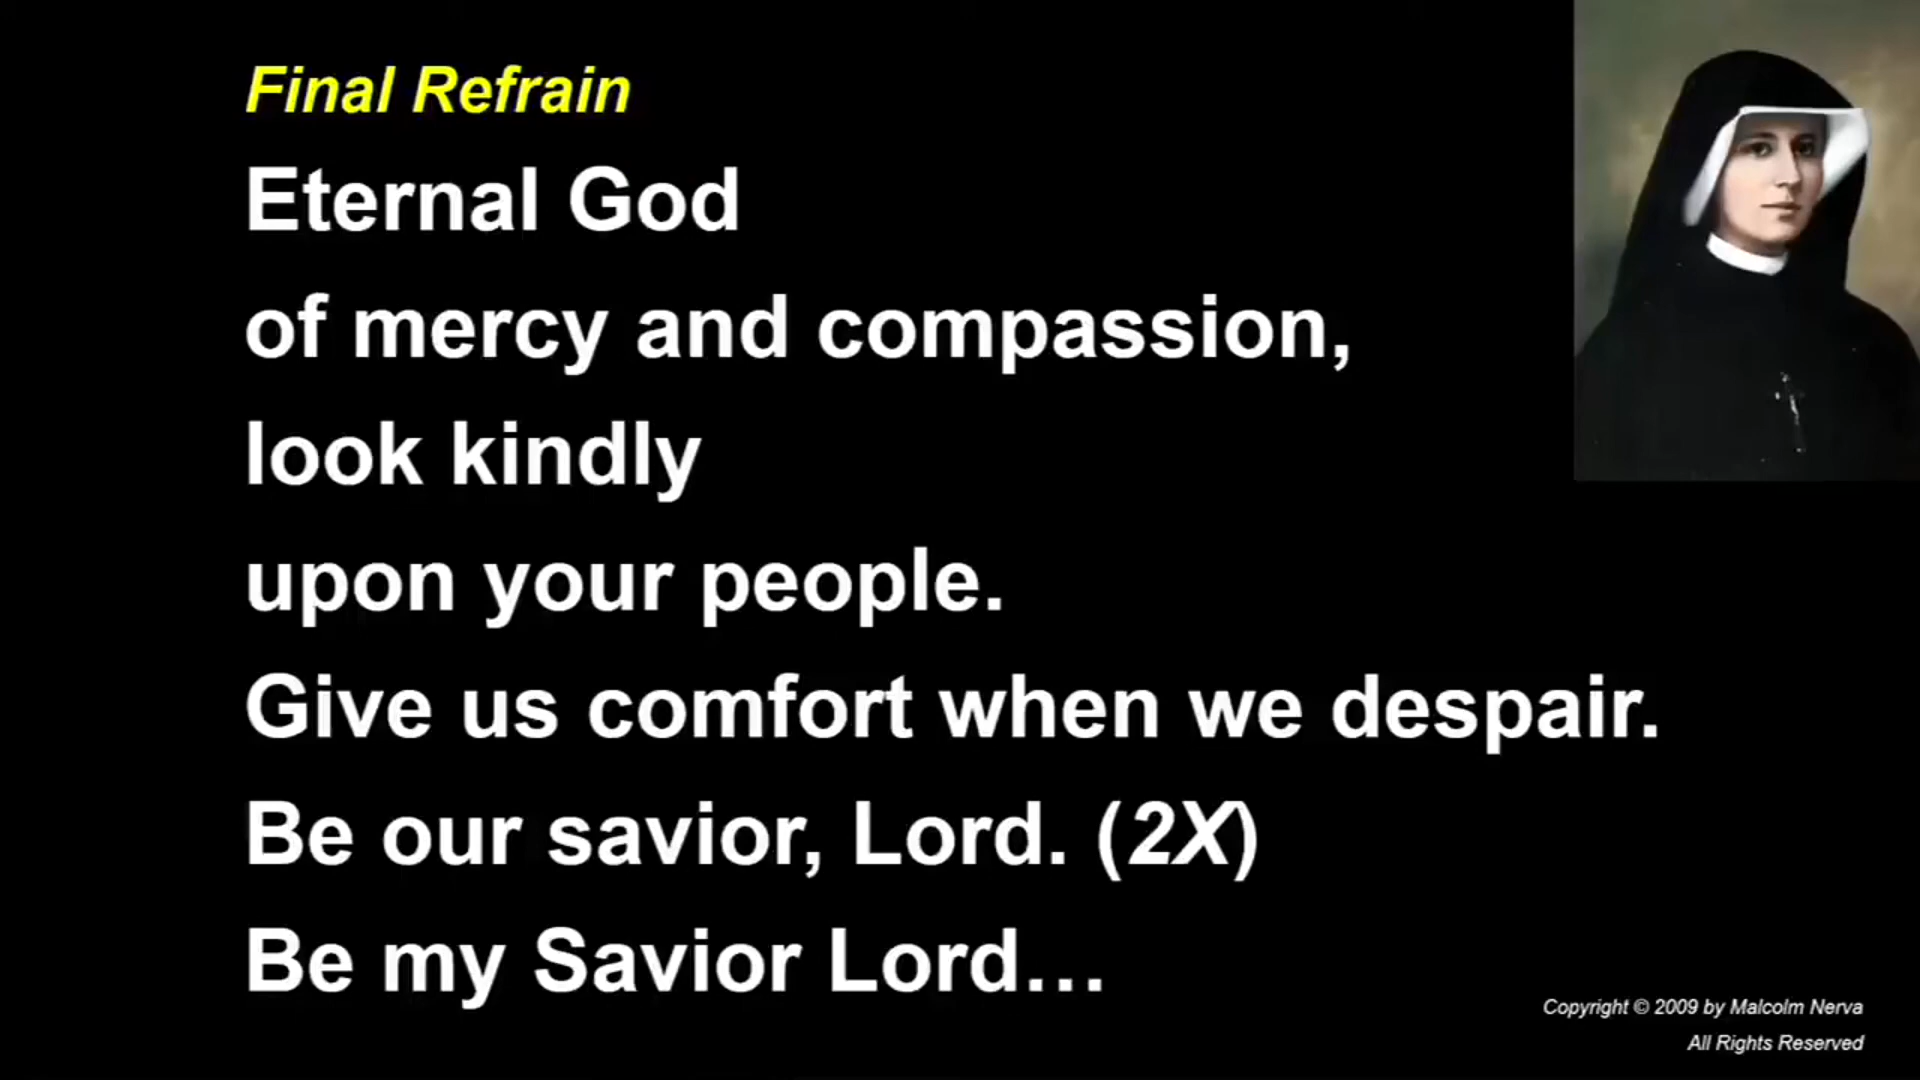 Final Refrain
Eternal God
of mercy and compassion,
look kindly
upon your people.
Give us comfort when we despair.
Be our savior, Lord. (2X)
Be my Savior Lord…
Copyright © 2009 by Malcolm Nerva
All Rights Reserved